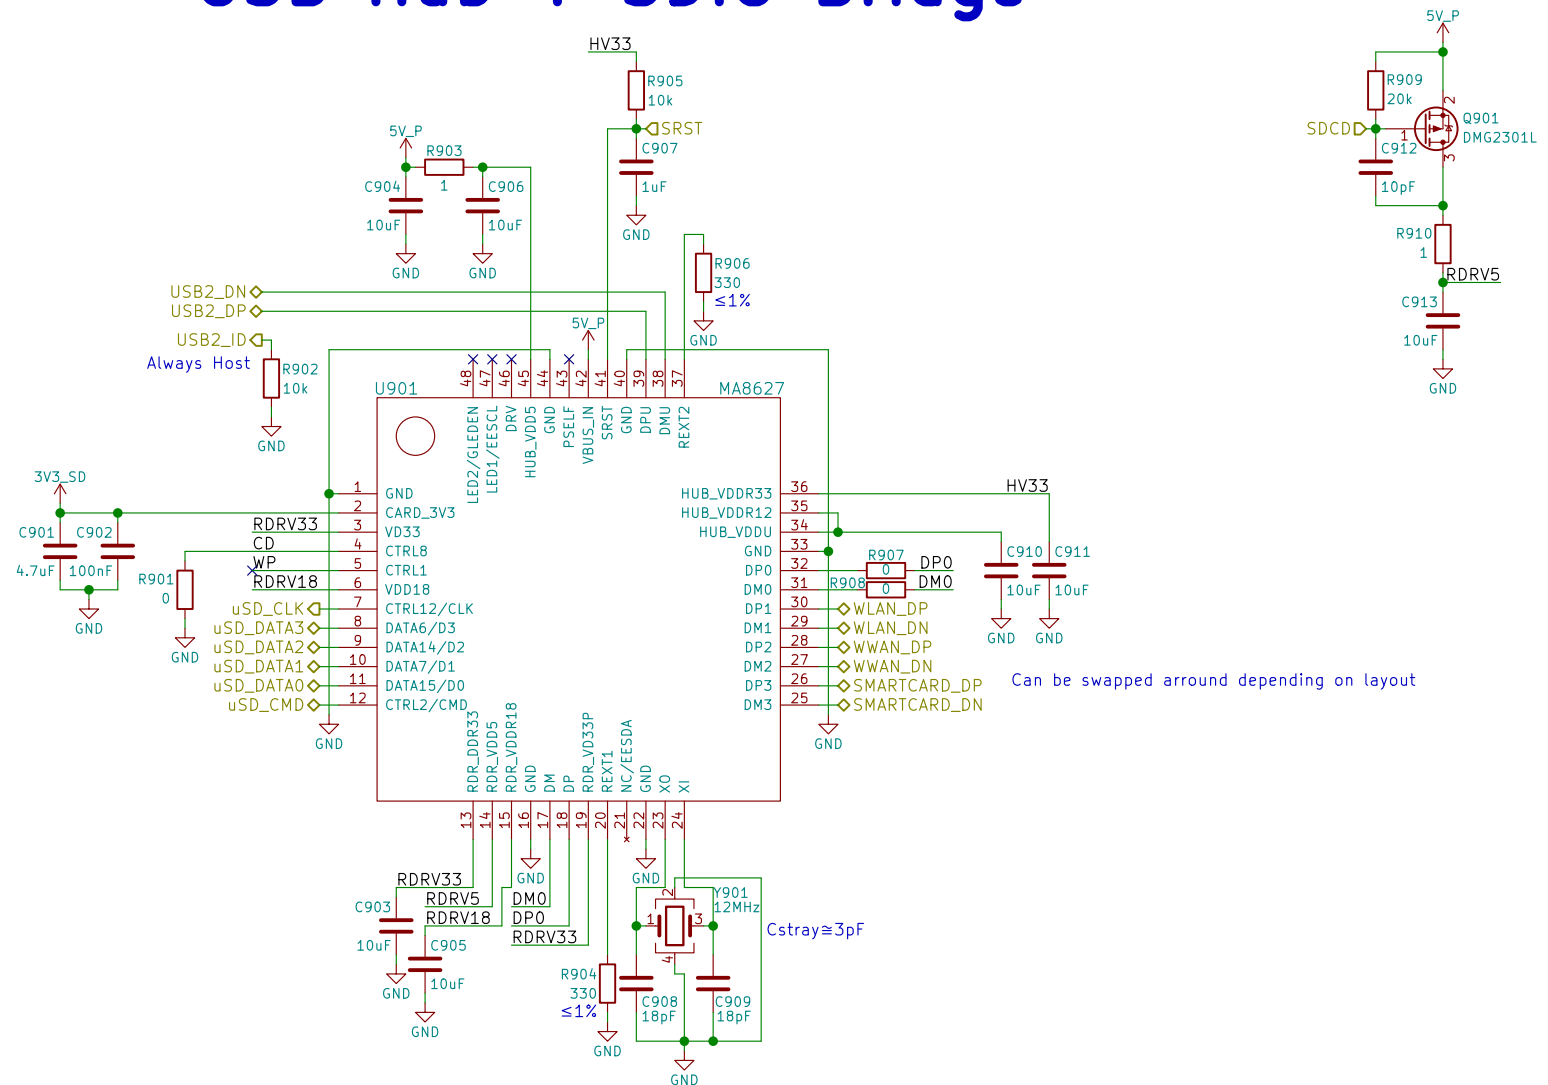 USB Hub + SDIO Bridge
5V_P
HV33
R905
10k
SRST
C907
1uF
GND
R909
20k
SDCD
1
2
3
Q901
DMG2301L
C912
10pF
R910
1
RDRV5
C913
10uF
GND
5V_P
R903
1
C904
10uF
C906
10uF
GND
GND
R906
330
≤1%
GND
USB2_DN
USB2_DP
USB2_ID
Always Host
R902
10k
GND
5V_P
U901
MA8627
48
47
46
45
44
43
42
41
40
39
38
37
LED2/GLEDEN
LED1/EESCL
DRV
HUB_VDD5
GND
PSELF
VBUS_IN
SRST
GND
DPU
DMU
REXT2
3V3_SD
C901
4.7uF
C902
100nF
GND
R901
0
GND
RDRV33
CD
WP
RDRV18
uSD_CLK
uSD_DATA3
uSD_DATA2
uSD_DATA1
uSD_DATA0
uSD_CMD
GND
1 GND
2 CARD_3V3
3 VD33
4 CTRL8
5 CTRL1
6 VDD18
7 CTRL12/CLK
8 DATA6/D3
9 DATA14/D2
10 DATA7/D1
11 DATA15/D0
12 CTRL2/CMD
HUB_VDDR33 36
HUB_VDDR12 35
HUB_VDDU 34
GND 33
DP0 32
DM0 31
DP1 30
DM1 29
DP2 28
DM2 27
DP3 26
DM3 25
HV33
R907
0
DP0
R908
0
DM0
C910
10uF
C911
10uF
GND
GND
WLAN_DP
WLAN_DN
WWAN_DP
WWAN_DN
SMARTCARD_DP
SMARTCARD_DN
GND
Can be swapped arround depending on layout
RDR_DDR33
RDR_VDD5
RDR_VDDR18
GND
DM
DP
RDR_VD33P
REXT1
NC/EESDA
GND
XO
XI
13
14
15
16
17
18
19
20
21
22
23
24
GND
GND
RDRV33
RDRV5
RDRV18
C903
10uF
GND
C905
10uF
GND
DM0
DP0
RDRV33
R904
330
≤1%
GND
Y901
12MHz
1
2
3
4
Cstray≅3pF
C908
18pF
C909
18pF
GND